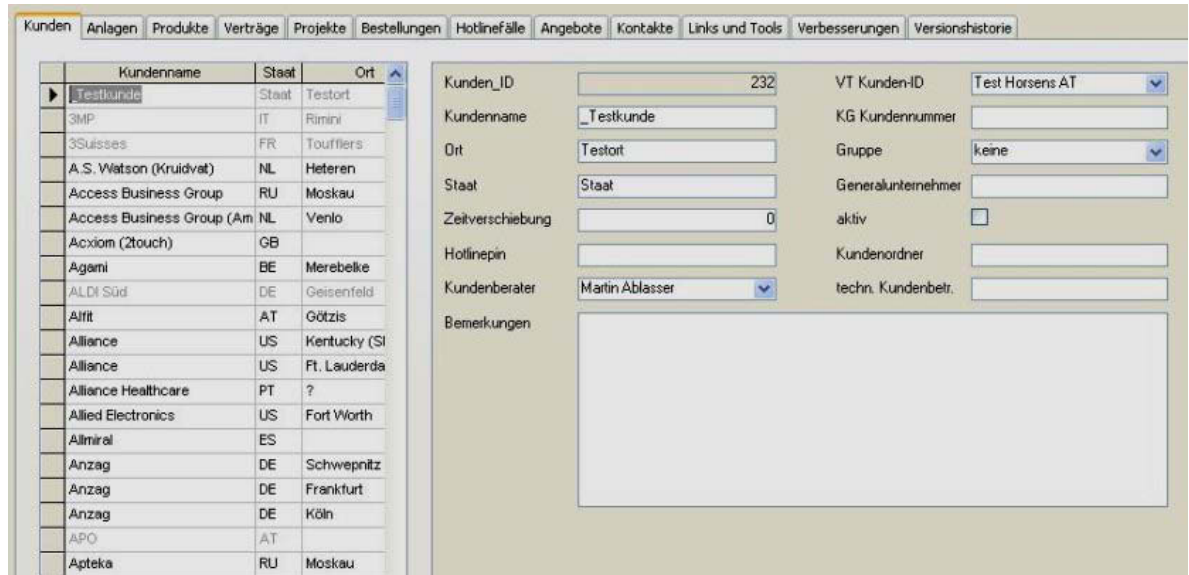 Kunden Anlagen Produkte Verträge Projekte Bestellungen Hotlinefälle Angebote Kontakte Links und Tools Verbesserungen Versionshistorie
Kundenname Staat Ort
_Testkunde Staat Testort
3MP IT Rimini
3Suisses FR Toufflers
A.S. Watson (Kruidvat) NL Heteren
Access Business Group RU Moskau
Access Business Group (Am NL Venlo
Acxiom (2touch) GB
Agami BE Merebelke
ALDI Süd DE Geisenfeld
Alfit AT Götzis
Alliance US Kentucky (SI
Alliance US Ft. Lauderda
Alliance Healthcare PT ?
Allied Electronics US Fort Worth
Almiral ES
Anzag DE Schwepnitz
Anzag DE Frankfurt
Anzag DE Köln
APO AT
Apteka RU Moskau
Kunden_ID 232
Kundenname _Testkunde
Ort Testort
Staat Staat
Zeitverschiebung 0
Hotlinepin
Kundenberater Martin Ablasser
Bemerkungen
VT Kunden-ID Test Horsens AT
KG Kundennummer
Gruppe keine
Generalunternehmer
aktiv
Kundenordner
techn. Kundenbetr.